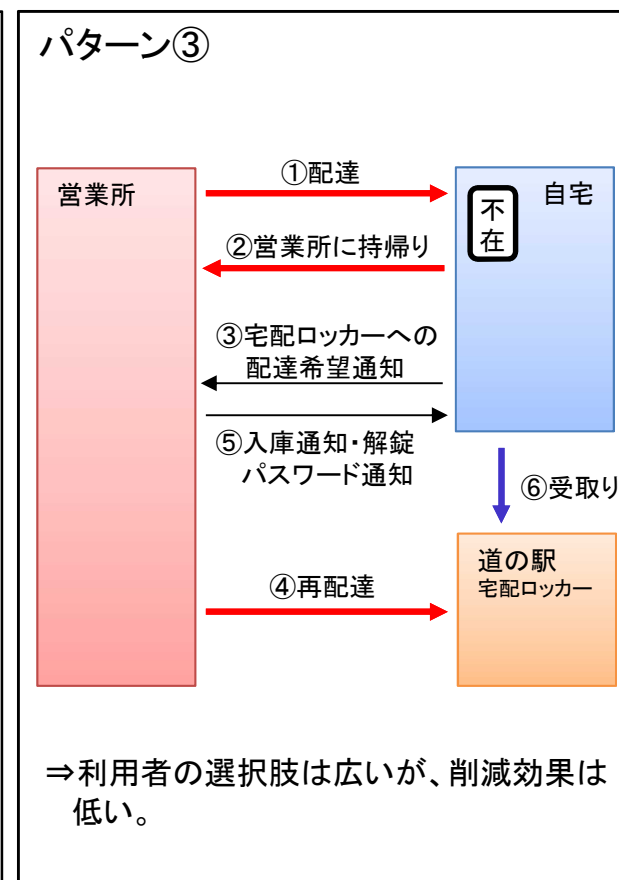 パターン③
①配達
営業所
自宅
不
在
②営業所に持帰り
③宅配ロッカーへの
配達希望通知
⑤入庫通知・解錠
パスワード通知
⑥受取り
道の駅
宅配ロッカー
④再配達
⇒利用者の選択肢は広いが、削減効果は
低い。